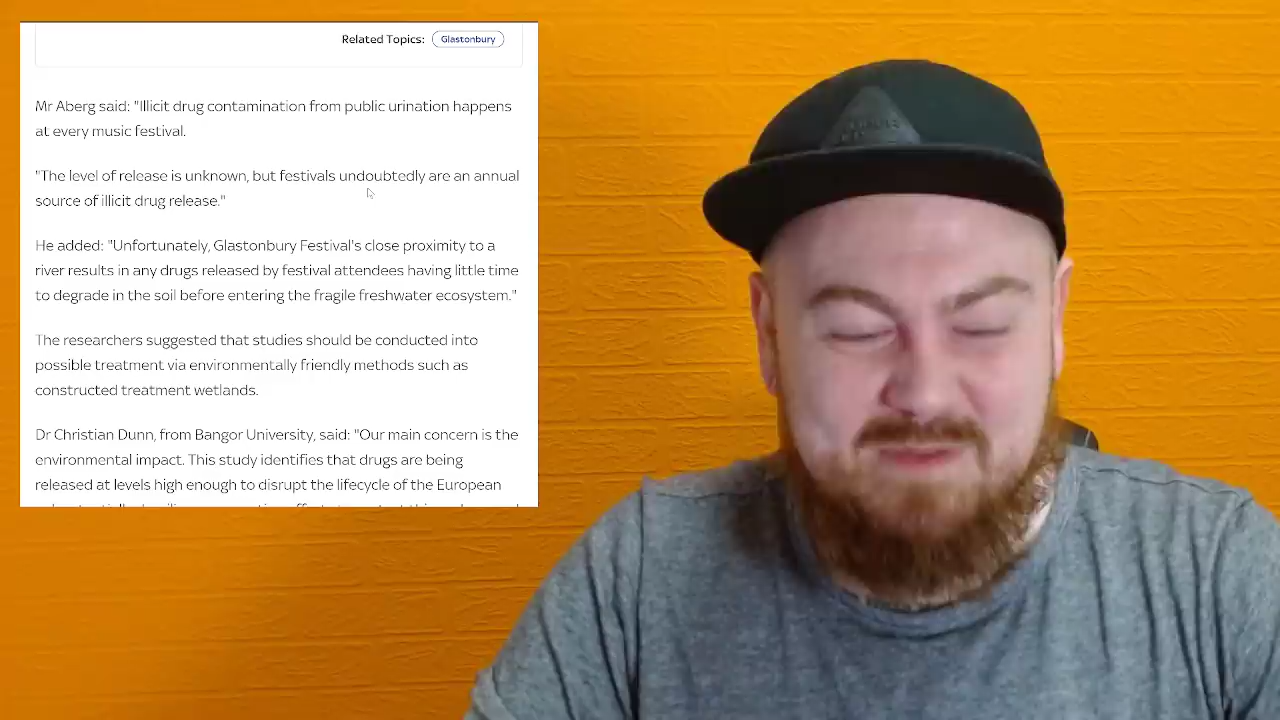 Related Topics: Glastonbury
Mr Aberg said: "Illicit drug contamination from public urination happens
at every music festival.
"The level of release is unknown, but festivals undoubtedly are an annual
source of illicit drug release."
He added: "Unfortunately, Glastonbury Festival's close proximity to a
river results in any drugs released by festival attendees having little time
to degrade in the soil before entering the fragile freshwater ecosystem."
The researchers suggested that studies should be conducted into
possible treatment via environmentally friendly methods such as
constructed treatment wetlands.
Dr Christian Dunn, from Bangor University, said: "Our main concern is the
environmental impact. This study identifies that drugs are being
released at levels high enough to disrupt the lifecycle of the European